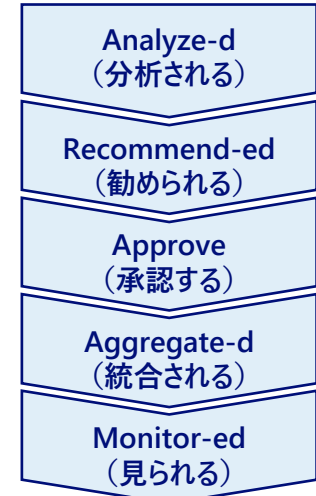 Analyze-d
（分析される）
Recommend-ed
（勧められる）
Approve
（承認する）
Aggregate-d
（統合される）
Monitor-ed
（見られる）